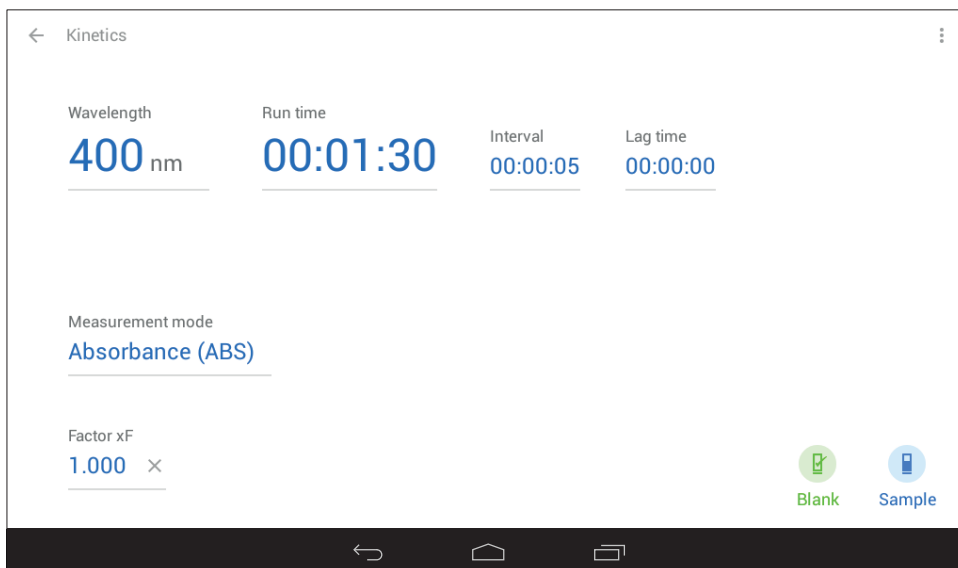 Kinetics
Wavelength
400 nm
Run time
00:01:30
Interval
00:00:05
Lag time
00:00:00
Measurement mode
Absorbance (ABS)
Factor xF
1.000
Blank
Sample